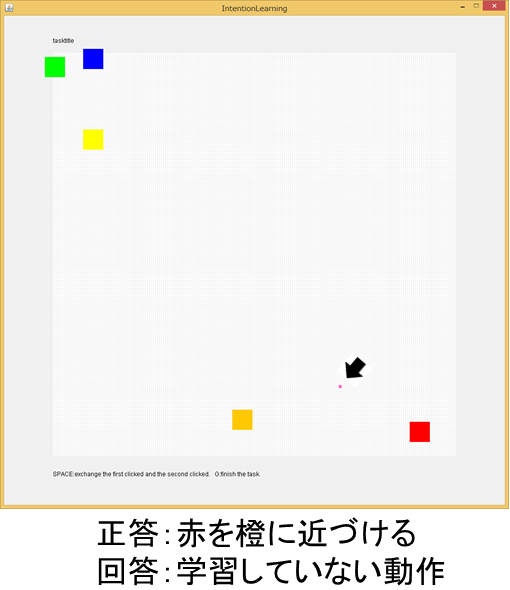 IntentionLearning
tasktitle
SPACE:exchange the first clicked and the second clicked. O:finish the task.
正答：赤を橙に近づける
回答：学習していない動作